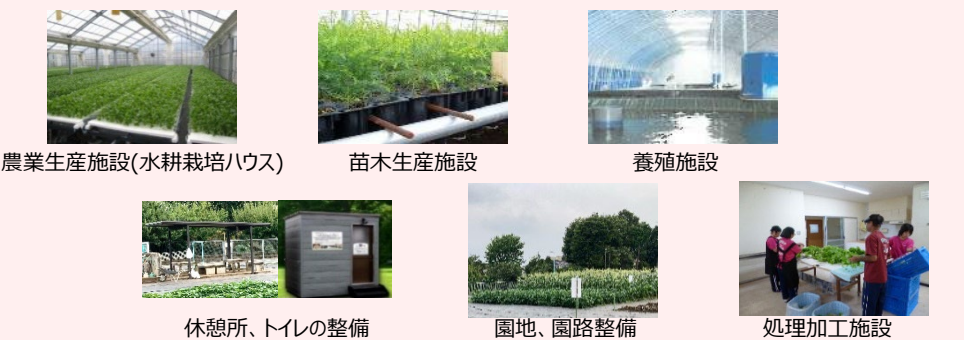 農業生産施設(水耕栽培ハウス)
苗木生産施設
養殖施設
休憩所、トイレの整備
園地、園路整備
処理加工施設